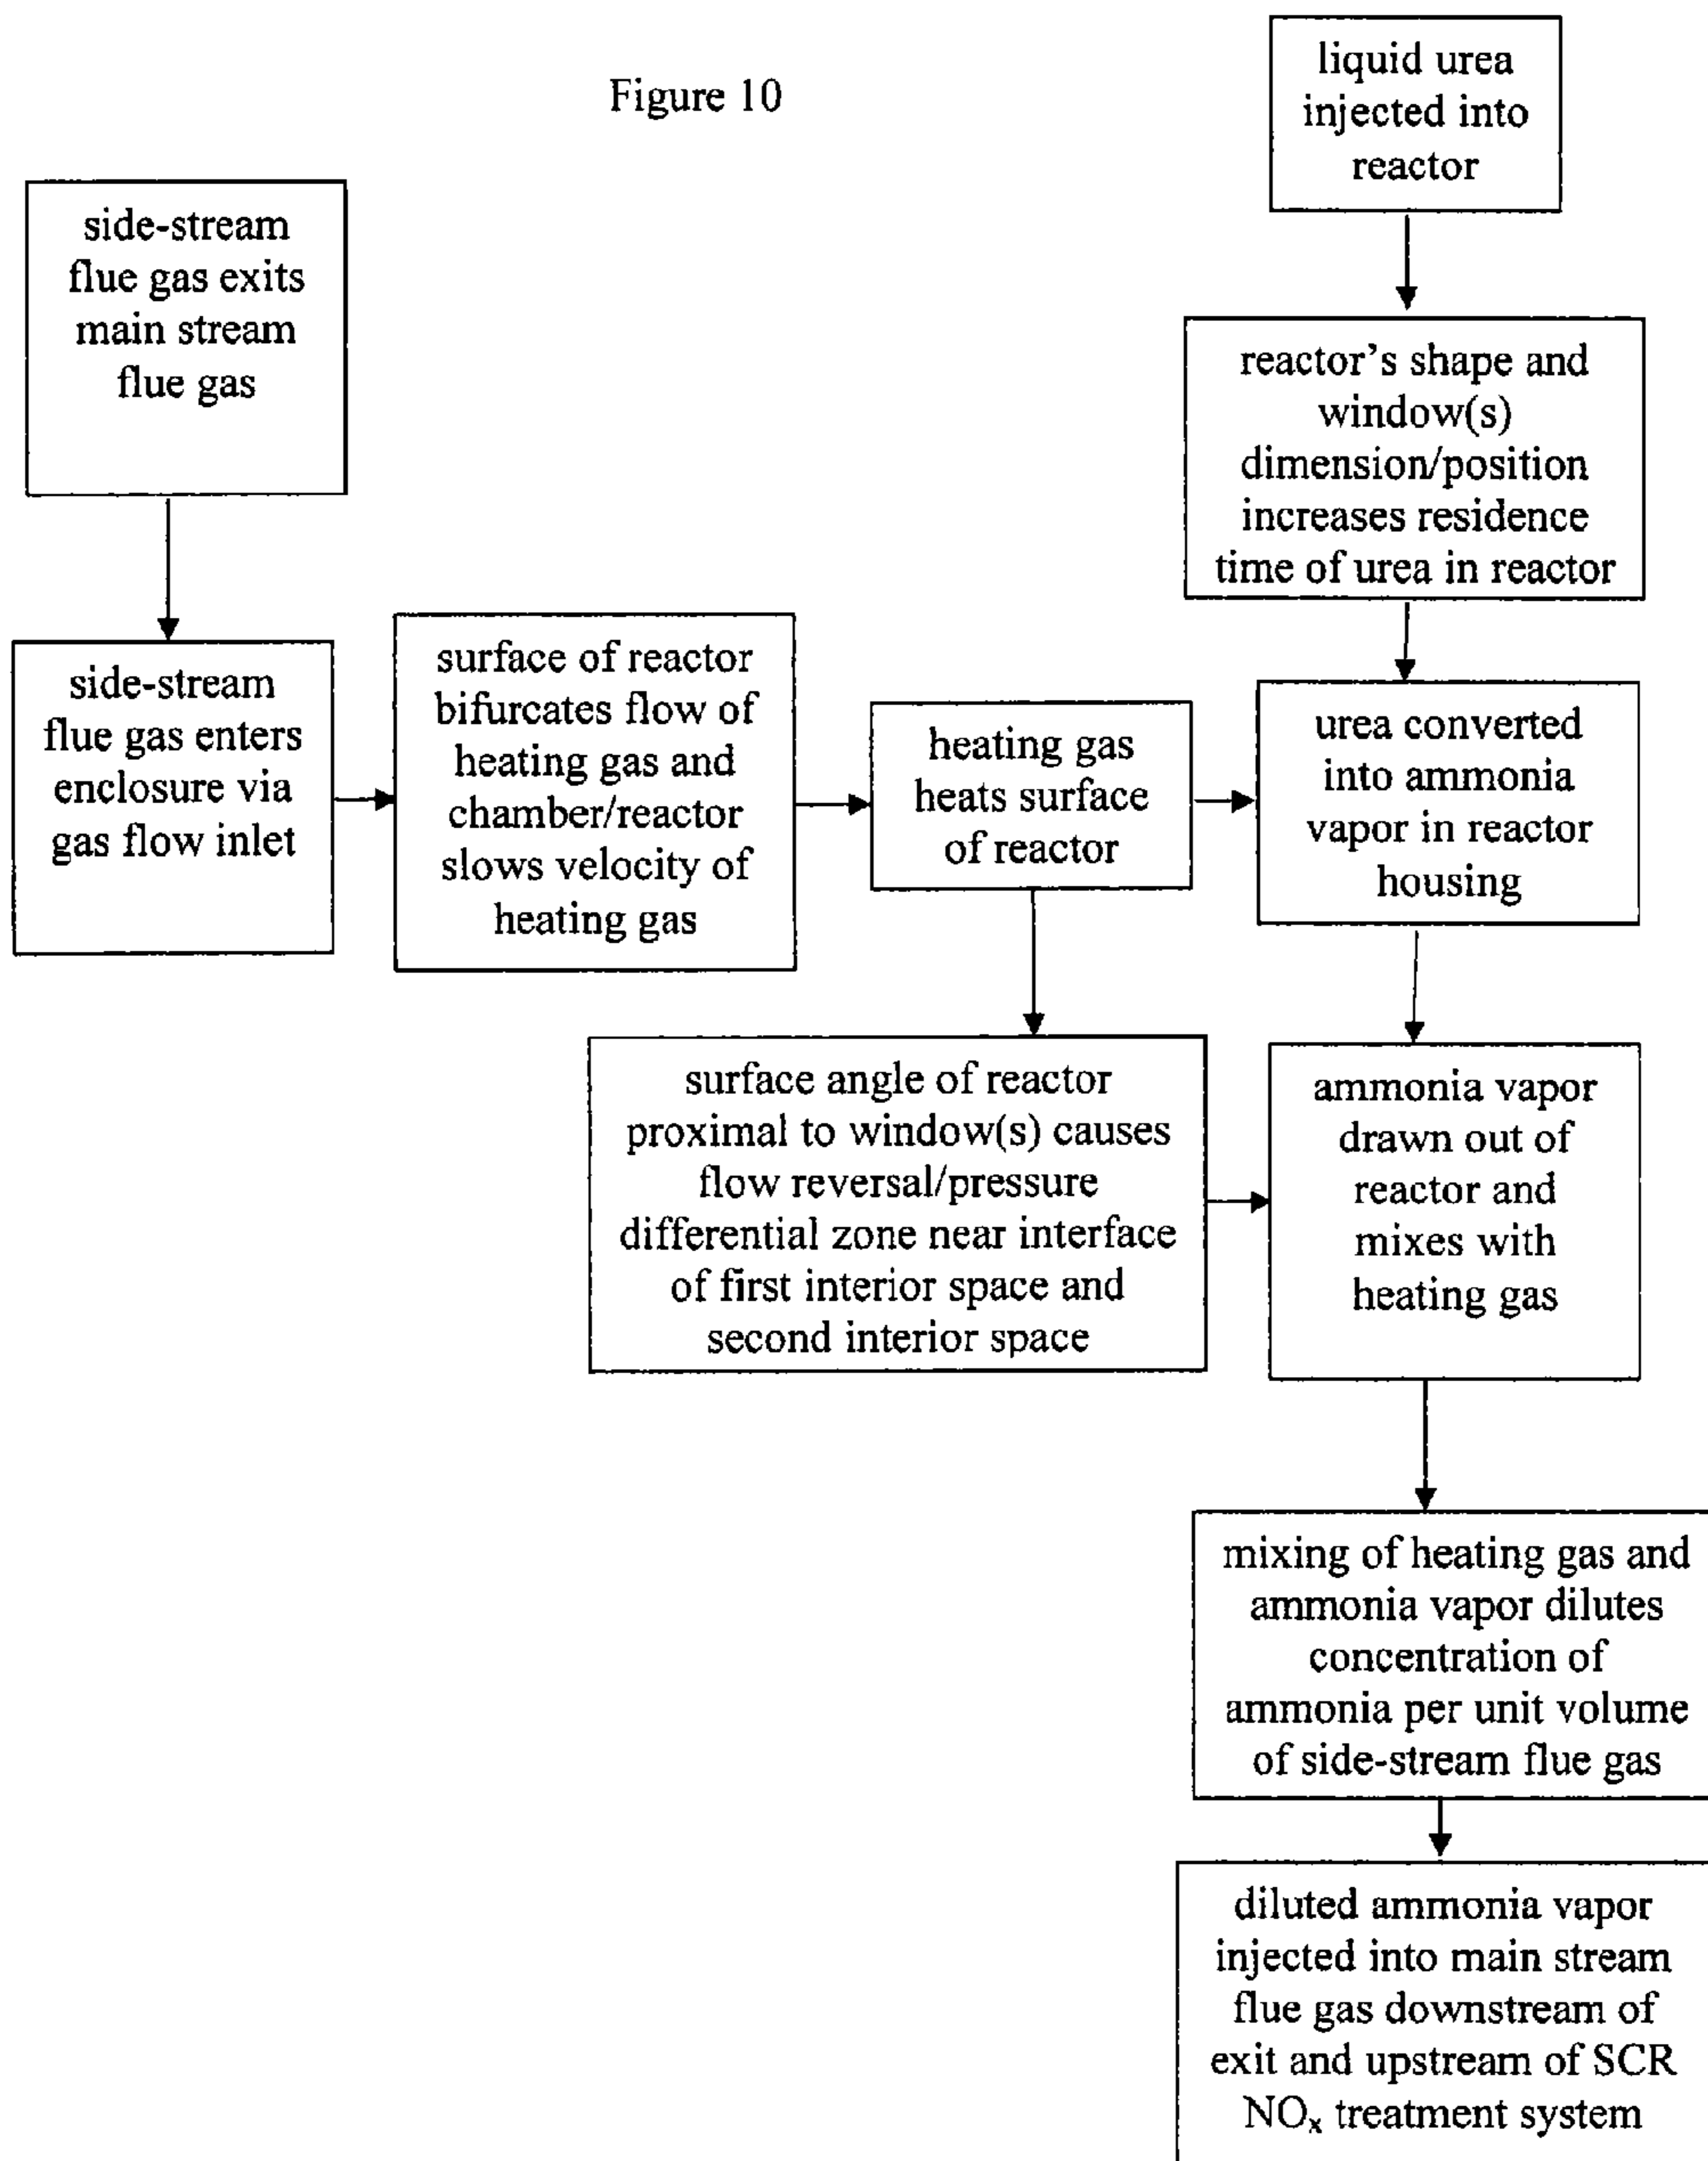 Figure 10
liquid urea
injected into
reactor
side-stream
flue gas exits
main stream
flue gas
reactor's shape and
window(s)
dimension/position
increases residence
time of urea in reactor
side-stream
flue gas enters
enclosure via
gas flow inlet
surface of reactor
bifurcates flow of
heating gas and
chamber/reactor
slows velocity of
heating gas
heating gas
heats surface
of reactor
urea converted
into ammonia
vapor in reactor
housing
surface angle of reactor
proximal to window(s) causes
flow reversal/pressure
differential zone near interface
of first interior space and
second interior space
ammonia vapor
drawn out of
reactor and
mixes with
heating gas
mixing of heating gas and
ammonia vapor dilutes
concentration of
ammonia per unit volume
of side-stream flue gas
diluted ammonia vapor
injected into main stream
flue gas downstream of
exit and upstream of SCR
NOₓ treatment system